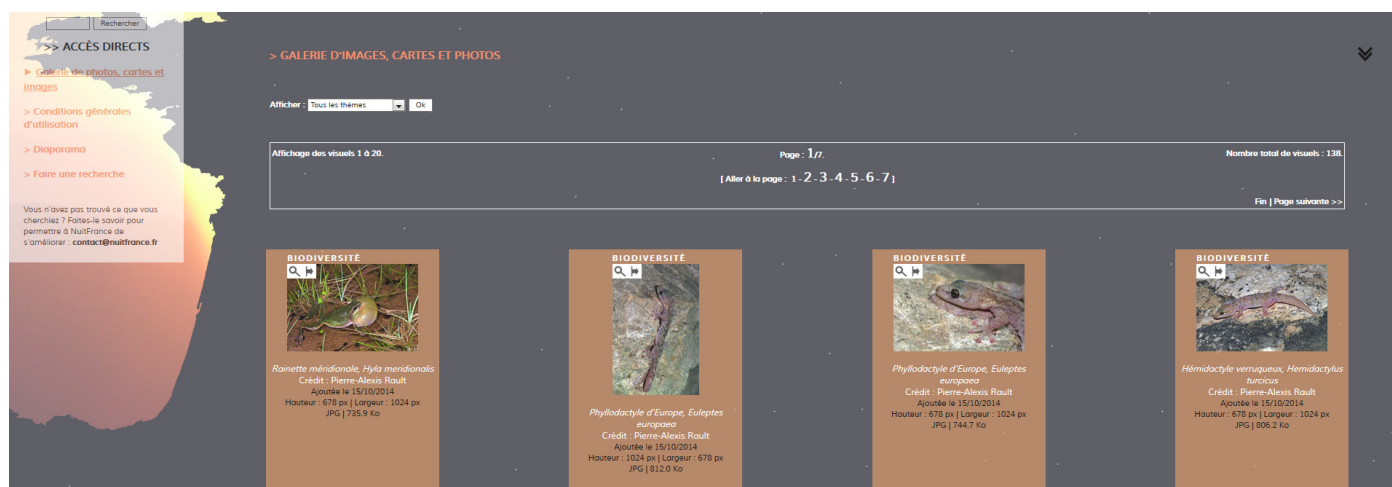 Rechercher
>> ACCÈS DIRECTS
► Galerie de photos, cartes et
images
> Conditions générales
d'utilisation
> Diaporama
> Faire une recherche
Vous n'avez pas trouvé ce que vous
cherchiez ? Faites-le savoir pour
permettre à NuitFrance de
s'améliorer : contact@nuitfrance.fr
> GALERIE D'IMAGES, CARTES ET PHOTOS
Afficher : Tous les thèmes Ok
Affichage des visuels 1 à 20. Page : 1/7. Nombre total de visuels : 138.
[ Aller à la page : 1 - 2 - 3 - 4 - 5 - 6 - 7 ]
Fin | Page suivante >>
BIODIVERSITÉ
Rainette méridionale, Hyla meridionalis
Crédit : Pierre-Alexis Rault
Ajoutée le 15/10/2014
Hauteur : 678 px | Largeur : 1024 px
JPG | 735.9 Ko
BIODIVERSITÉ
Phyllodactyle d'Europe, Euleptes
europaea
Crédit : Pierre-Alexis Rault
Ajoutée le 15/10/2014
Hauteur : 1024 px | Largeur : 678 px
JPG | 812.0 Ko
BIODIVERSITÉ
Phyllodactyle d'Europe, Euleptes
europaea
Crédit : Pierre-Alexis Rault
Ajoutée le 15/10/2014
Hauteur : 678 px | Largeur : 1024 px
JPG | 744.7 Ko
BIODIVERSITÉ
Hémidactyle verruqueux, Hemidactylus
turcicus
Crédit : Pierre-Alexis Rault
Ajoutée le 15/10/2014
Hauteur : 678 px | Largeur : 1024 px
JPG | 806.2 Ko